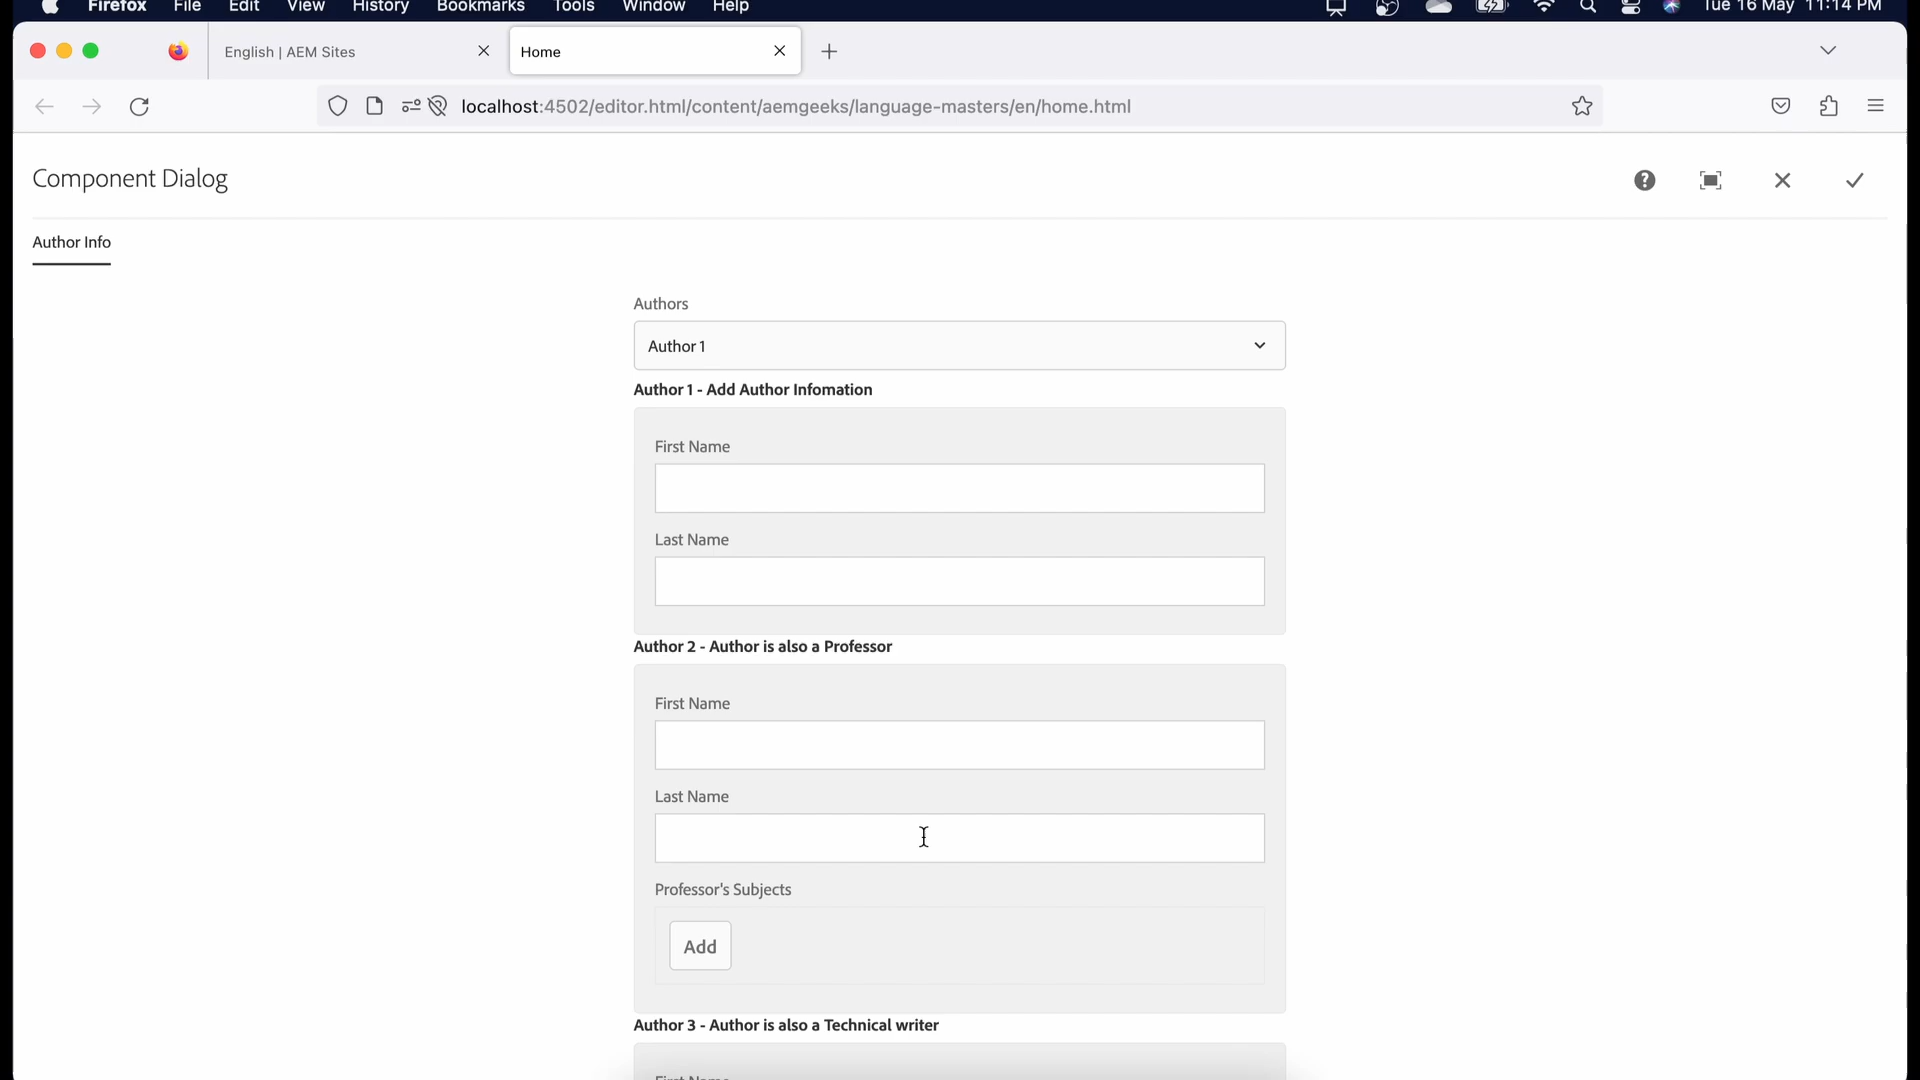 Firefox File Edit View History Bookmarks Tools Window Help Tue 16 May 11:14 PM
English | AEM Sites Home
localhost:4502/editor.html/content/aemgeeks/language-masters/en/home.html
Component Dialog
Author Info
Authors
Author 1
Author 1 - Add Author Infomation
First Name
Last Name
Author 2 - Author is also a Professor
First Name
Last Name
Professor's Subjects
Add
Author 3 - Author is also a Technical writer
First Name